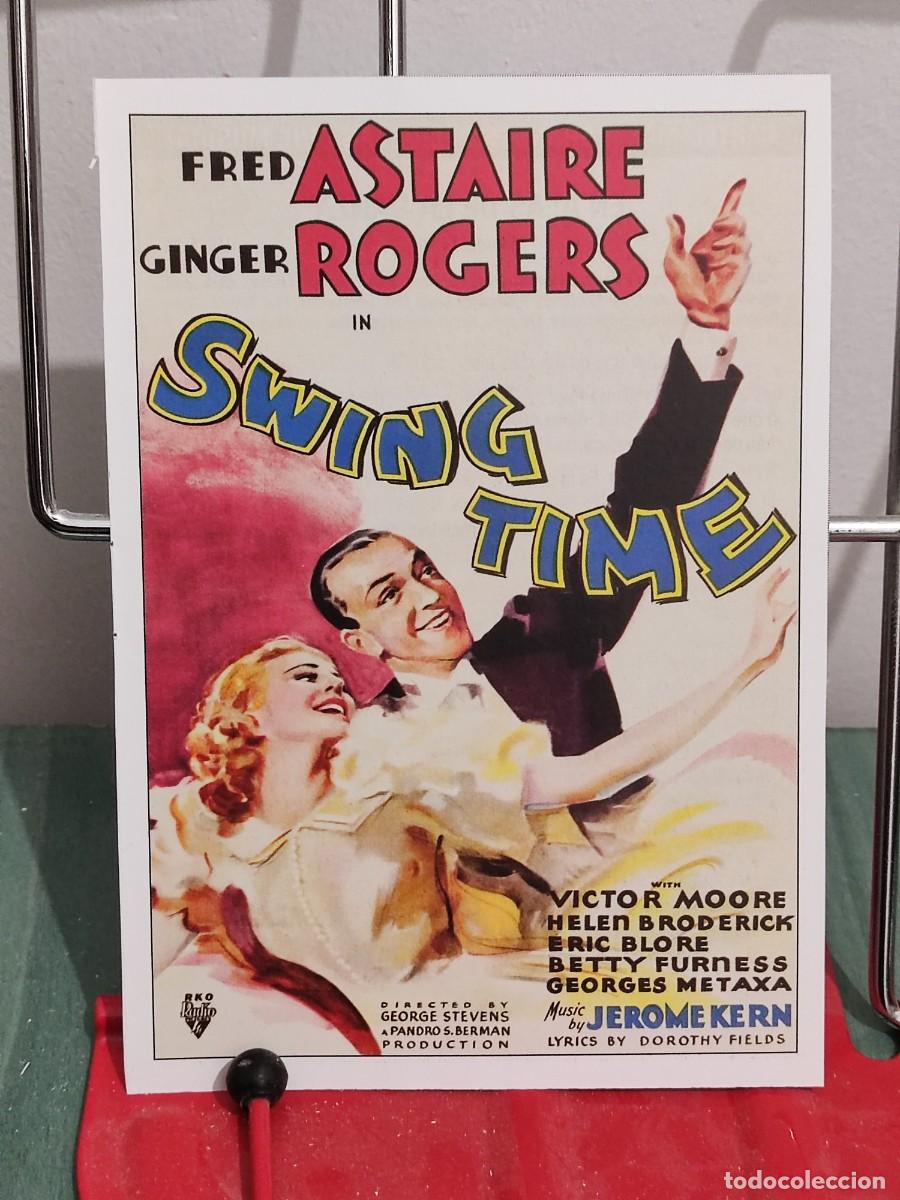 FRED ASTAIRE
GINGER ROGERS
IN
SWING
TIME
WITH
VICTOR MOORE
HELEN BRODERICK
ERIC BLORE
BETTY FURNESS
GEORGES METAXA
Music by JEROME KERN
LYRICS BY DOROTHY FIELDS
DIRECTED BY
GEORGE STEVENS
A PANDRO S. BERMAN
PRODUCTION
RKO
Radio
todocoleccion